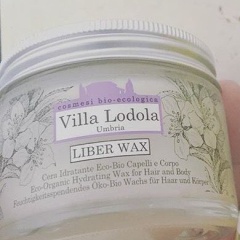 cosmesi bio-ecologica
Villa Lodola
Umbria
LIBER WAX
Cera Idratante Eco-Bio Capelli e Corpo
Eco-Organic Hydrating Wax for Hair and Body
Feuchtigkeitsspendendes Öko-Bio Wachs für Haar und Körper